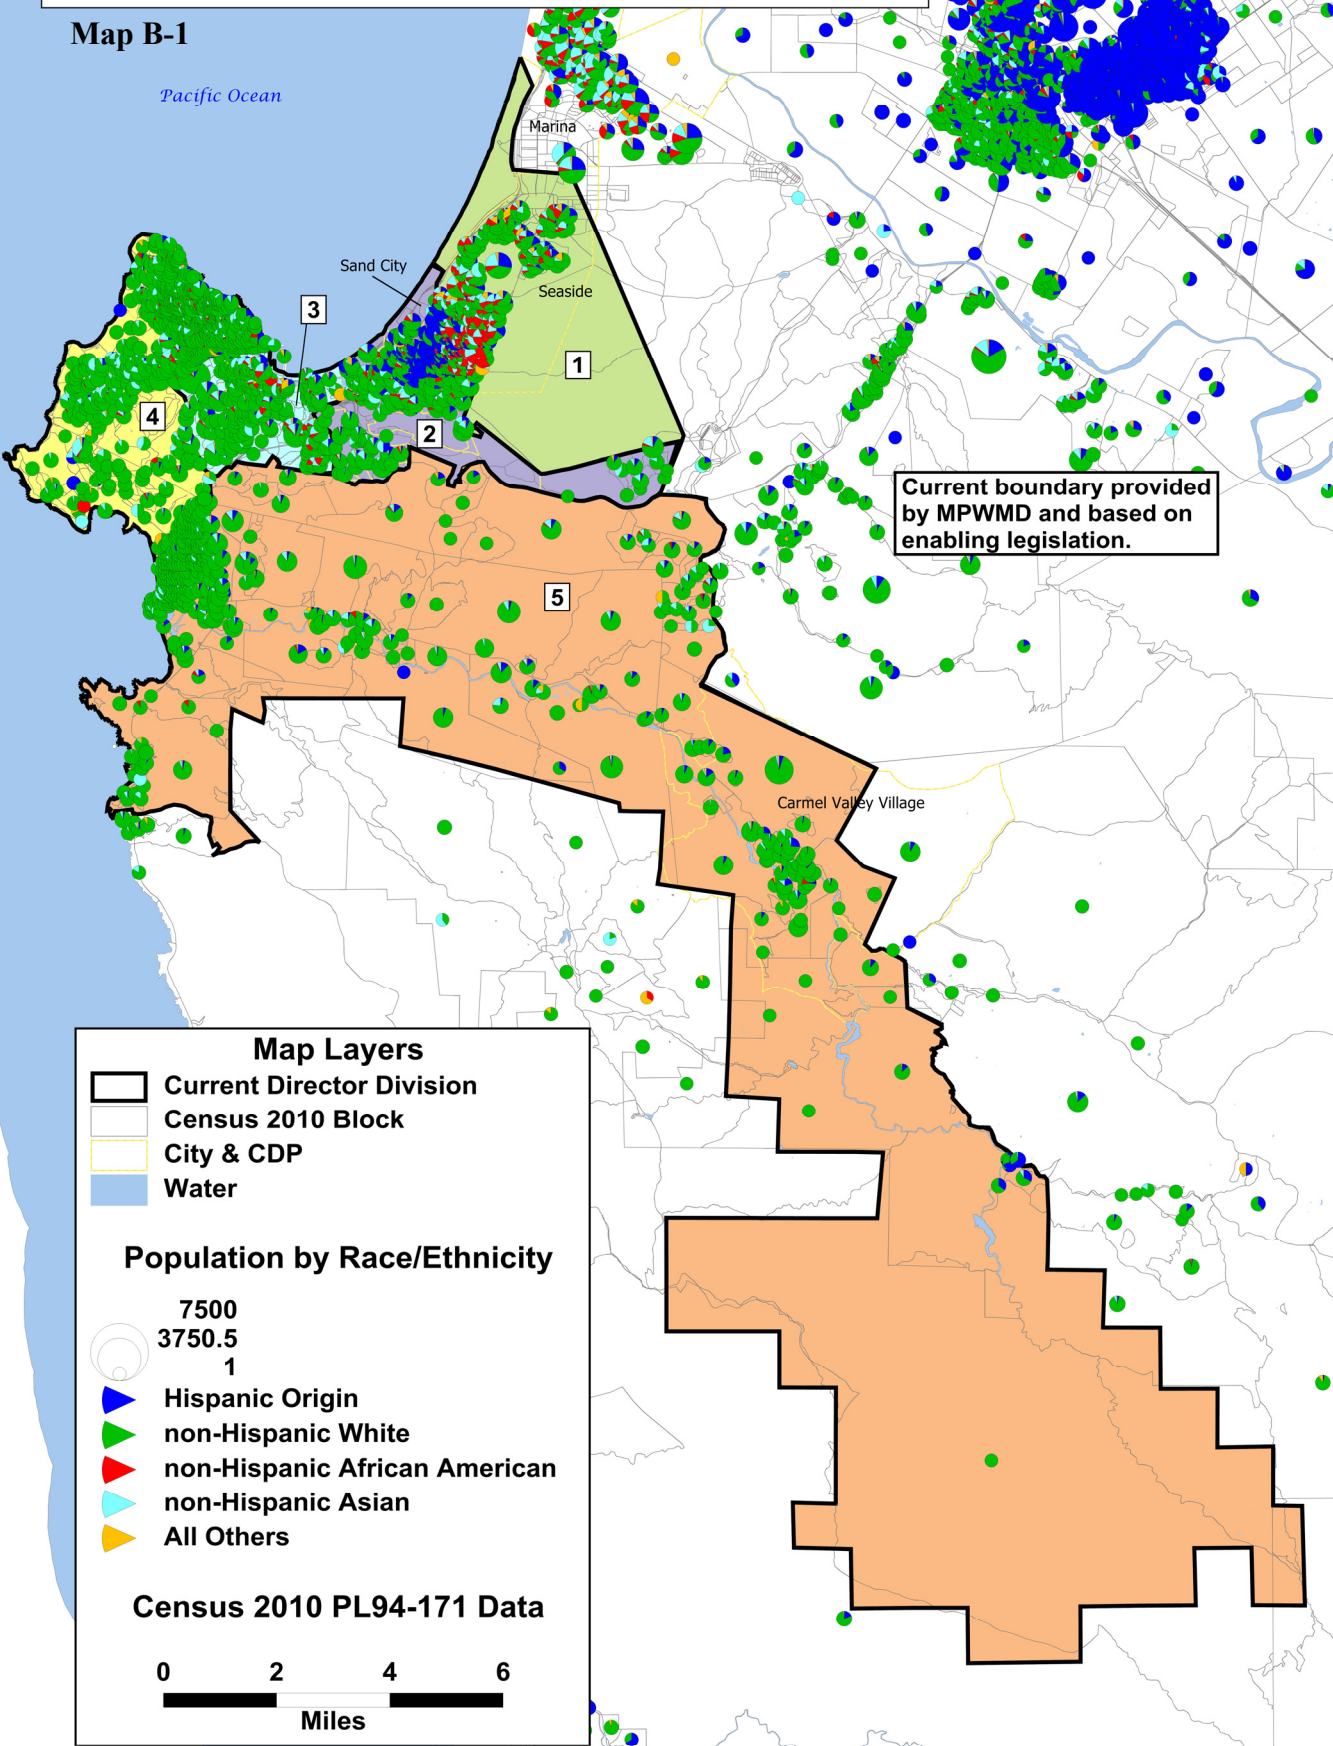 Map B-1
Pacific Ocean
Marina
Sand City
Seaside
3
1
4
2
Current boundary provided
by MPWMD and based on
enabling legislation.
5
Carmel Valley Village
Map Layers
Current Director Division
Census 2010 Block
City & CDP
Water
Population by Race/Ethnicity
7500
3750.5
1
Hispanic Origin
non-Hispanic White
non-Hispanic African American
non-Hispanic Asian
All Others
Census 2010 PL94-171 Data
0 2 4 6
Miles